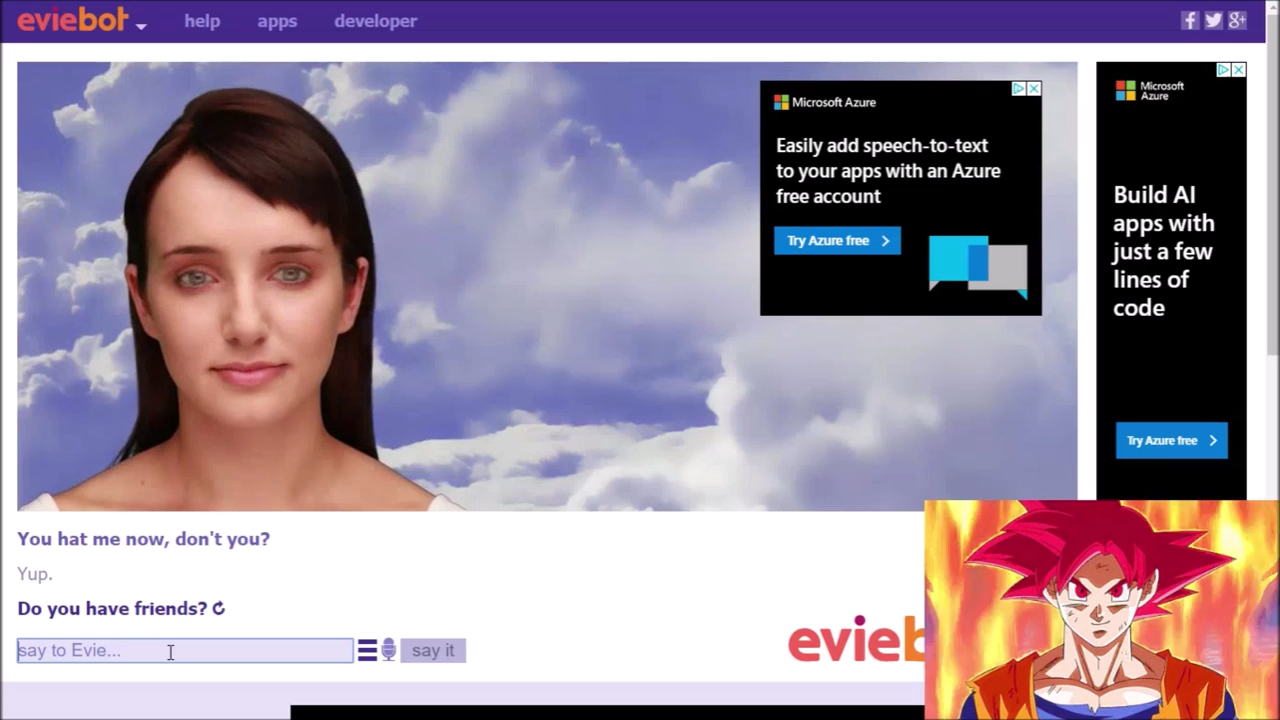 eviebot
help
apps
developer
Microsoft Azure
Easily add speech-to-text
to your apps with an Azure
free account
Try Azure free
Microsoft
Azure
Build AI
apps with
just a few
lines of
code
Try Azure free
You hat me now, don't you?
Yup.
Do you have friends?
say to Evie...
say it
evieb